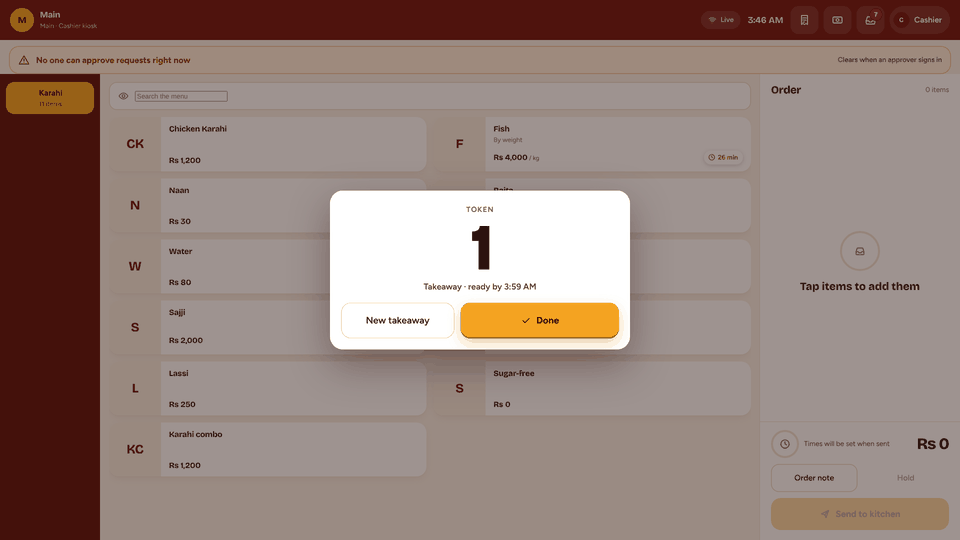 M
Main
Main · Cashier kiosk
Live
3:46 AM
7
C
Cashier
No one can approve requests right now
Clears when an approver signs in
Karahi
11 items
Search the menu
Order
0 items
CK
Chicken Karahi
Rs 1,200
F
Fish
By weight
Rs 4,000 / kg
26 min
N
Naan
Rs 30
Raita
W
Water
Rs 80
S
Sajji
Rs 2,000
L
Lassi
Rs 250
S
Sugar-free
Rs 0
KC
Karahi combo
Rs 1,200
TOKEN
1
Takeaway · ready by 3:59 AM
New takeaway
Done
Tap items to add them
Times will be set when sent
Rs 0
Order note
Hold
Send to kitchen